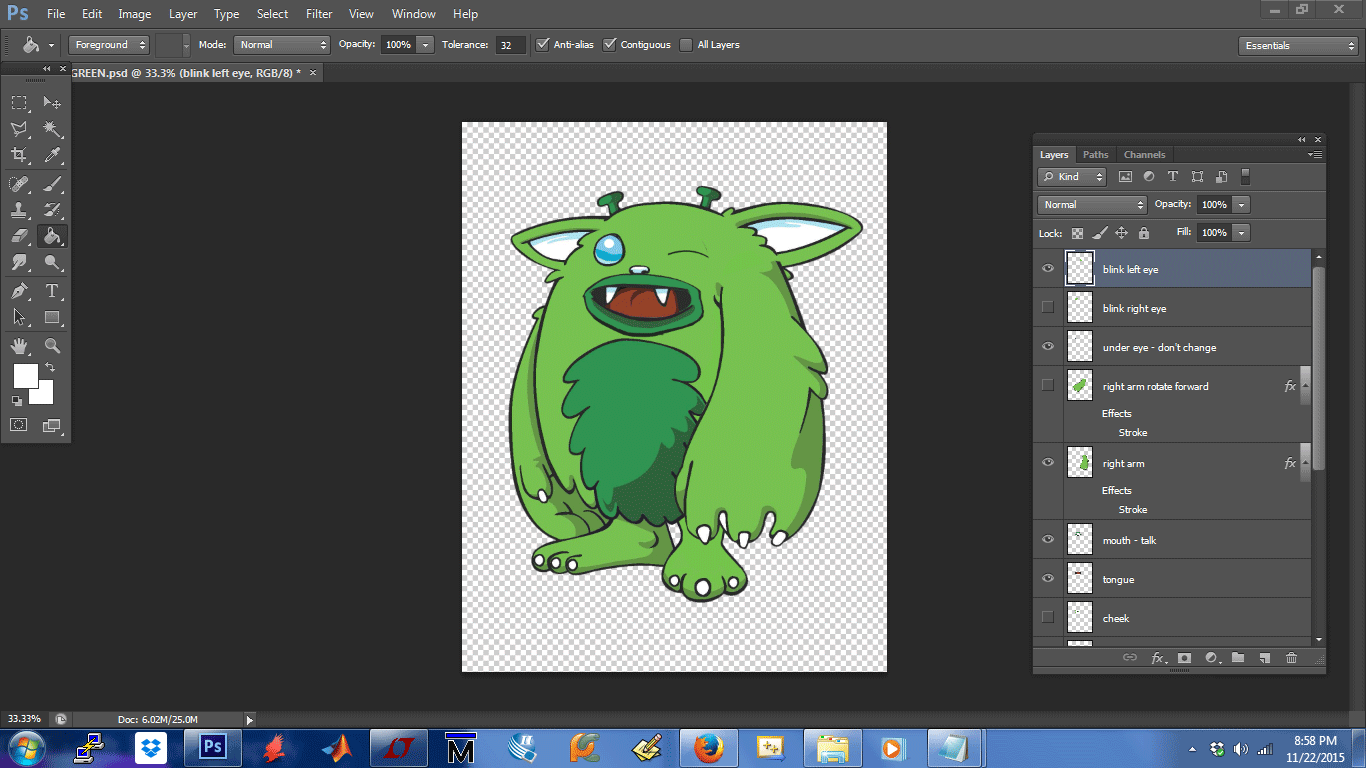 Ps File Edit Image Layer Type Select Filter View Window Help
Foreground Mode: Normal Opacity: 100% Tolerance: 32 Anti-alias Contiguous All Layers Essentials
GREEN.psd @ 33.3% (blink left eye, RGB/8) * ×
Layers Paths Channels
Kind
Normal Opacity: 100%
Lock: Fill: 100%
blink left eye
blink right eye
under eye - don't change
right arm rotate forward fx
Effects
Stroke
right arm fx
Effects
Stroke
mouth - talk
tongue
cheek
fx
33.33% Doc: 6.02M/25.0M
Ps M
8:58 PM
11/22/2015